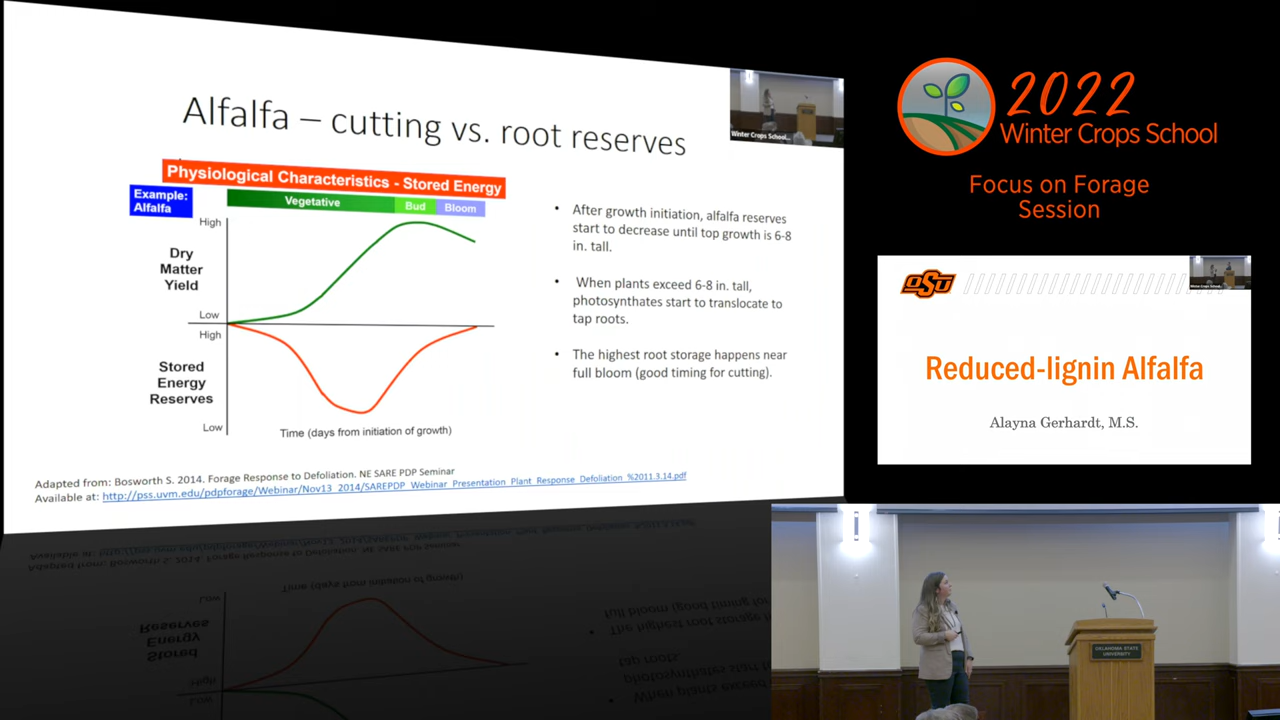 Alfalfa – cutting vs. root reserves
Winter Crops School...
Physiological Characteristics - Stored Energy
Example:
Alfalfa
Vegetative
Bud
Bloom
High
Dry
Matter
Yield
Low
High
Stored
Energy
Reserves
Low
Time (days from initiation of growth)
• After growth initiation, alfalfa reserves
start to decrease until top growth is 6-8
in. tall.
• When plants exceed 6-8 in. tall,
photosynthates start to translocate to
tap roots.
• The highest root storage happens near
full bloom (good timing for cutting).
Adapted from: Bosworth S. 2014. Forage Response to Defoliation. NE SARE PDP Seminar
Available at: http://pss.uvm.edu/pdpforage/Webinar/Nov13_2014/SAREPDP_Webinar_Presentation_Plant_Response_Defoliation_%2011.3.14.pdf
2022
Winter Crops School
Focus on Forage
Session
OSU
Reduced-lignin Alfalfa
Alayna Gerhardt, M.S.
OKLAHOMA STATE
UNIVERSITY